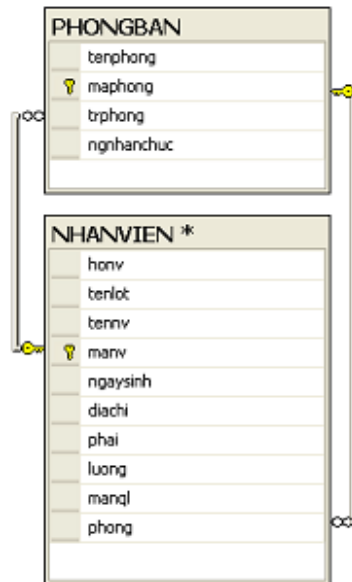 PHONGBAN
tenphong
maphong
trphong
ngnhanchuc
NHANVIEN *
honv
tenlot
tennv
manv
ngaysinh
diachi
phai
luong
manql
phong